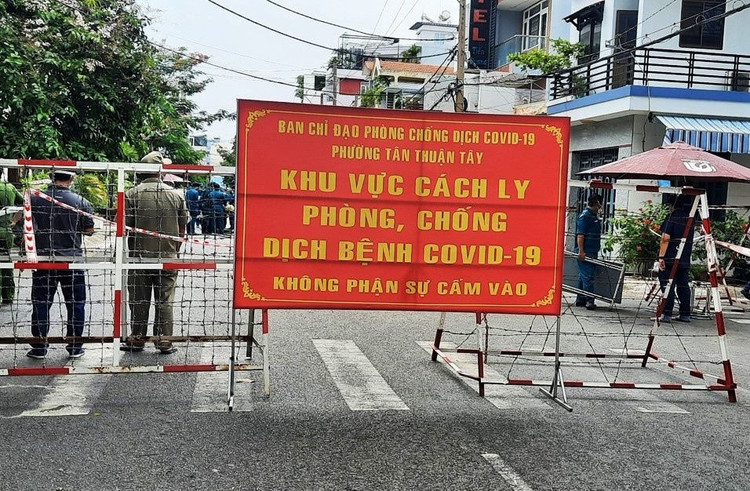 BAN CHỈ ĐẠO PHÒNG CHỐNG DỊCH COVID-19
PHƯỜNG TÂN THUẬN TÂY
KHU VỰC CÁCH LY
PHÒNG, CHỐNG
DỊCH BỆNH COVID-19
KHÔNG PHẬN SỰ CẤM VÀO